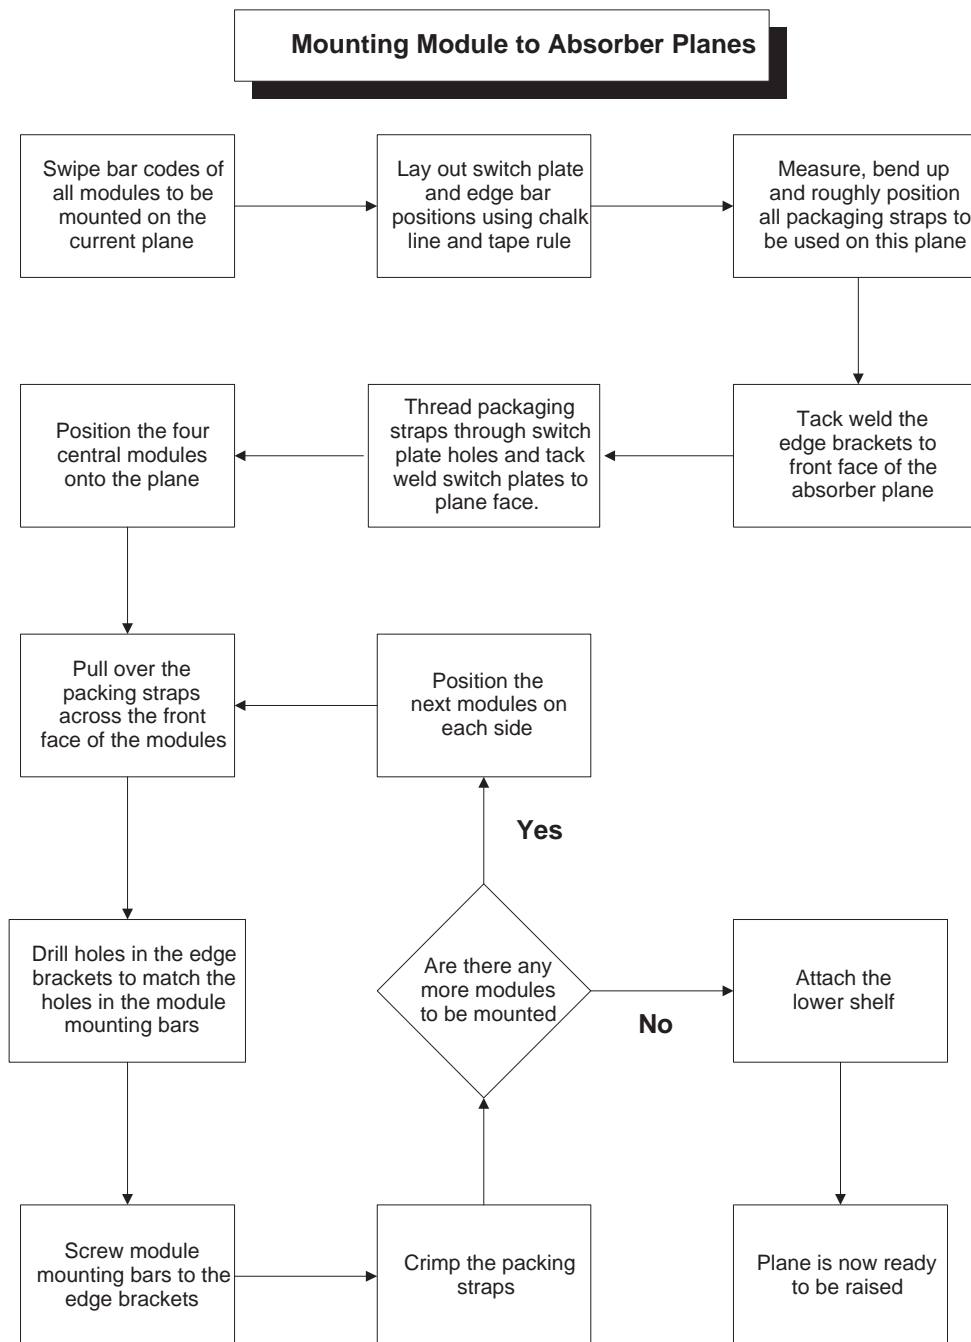 Mounting Module to Absorber Planes
Swipe bar codes of
all modules to be
mounted on the
current plane
Lay out switch plate
and edge bar
positions using chalk
line and tape rule
Measure, bend up
and roughly position
all packaging straps to
be used on this plane
Tack weld the
edge brackets to
front face of the
absorber plane
Thread packaging
straps through switch
plate holes and tack
weld switch plates to
plane face.
Position the four
central modules
onto the plane
Pull over the
packing straps
across the front
face of the modules
Position the
next modules on
each side
Yes
Drill holes in the edge
brackets to match the
holes in the module
mounting bars
Are there any
more modules
to be mounted
No
Attach the
lower shelf
Screw module
mounting bars to the
edge brackets
Crimp the packing
straps
Plane is now ready
to be raised